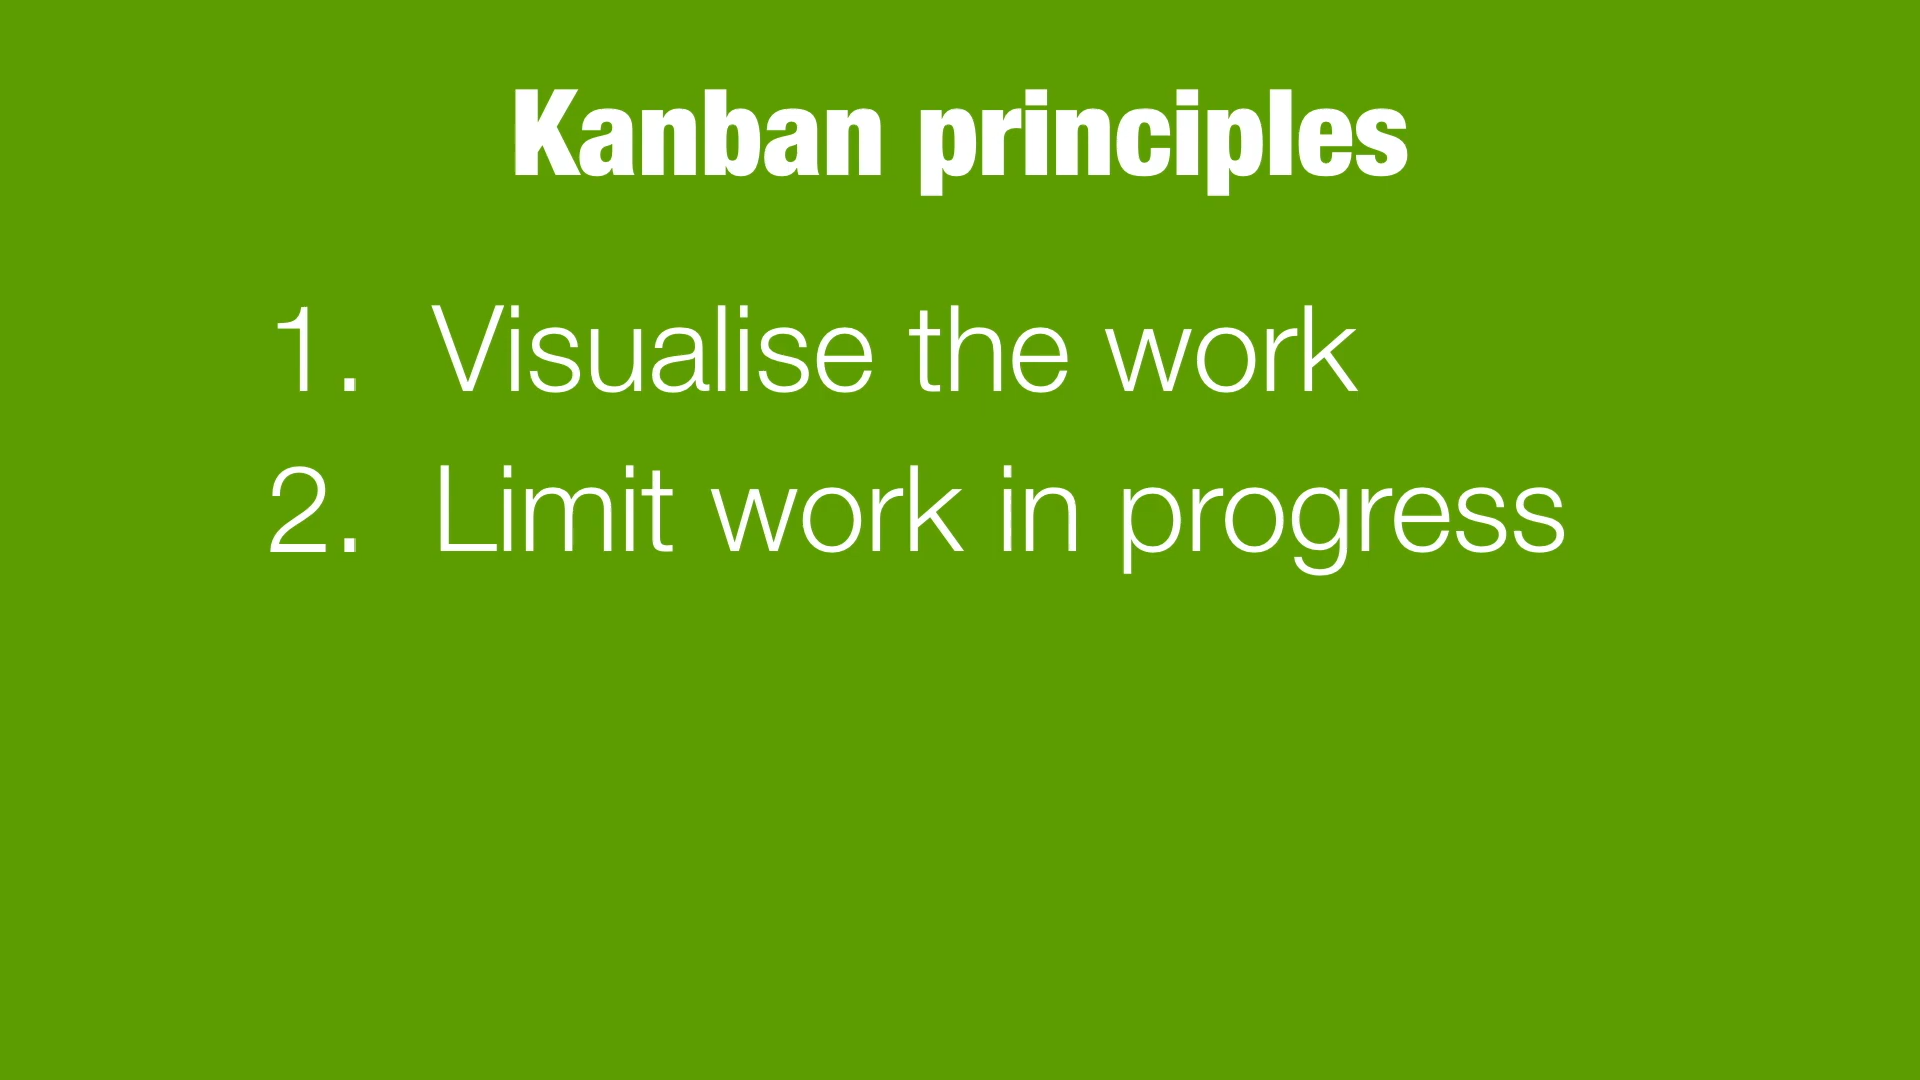 Kanban principles
1. Visualise the work
2. Limit work in progress